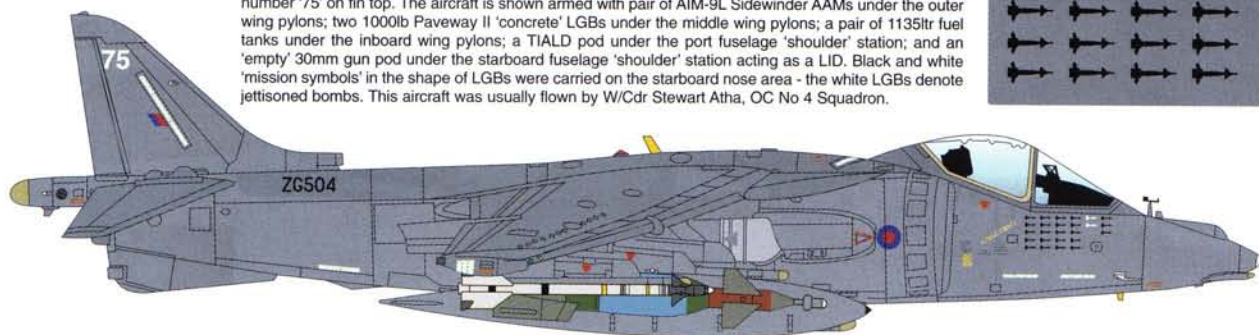 number '75' on fin top. The aircraft is shown armed with pair of AIM-9L Sidewinder AAMs under the outer
wing pylons; two 1000lb Paveway II 'concrete' LGBs under the middle wing pylons; a pair of 1135ltr fuel
tanks under the inboard wing pylons; a TIALD pod under the port fuselage 'shoulder' station; and an
'empty' 30mm gun pod under the starboard fuselage 'shoulder' station acting as a LID. Black and white
'mission symbols' in the shape of LGBs were carried on the starboard nose area - the white LGBs denote
jettisoned bombs. This aircraft was usually flown by W/Cdr Stewart Atha, OC No 4 Squadron.
75
ZG504